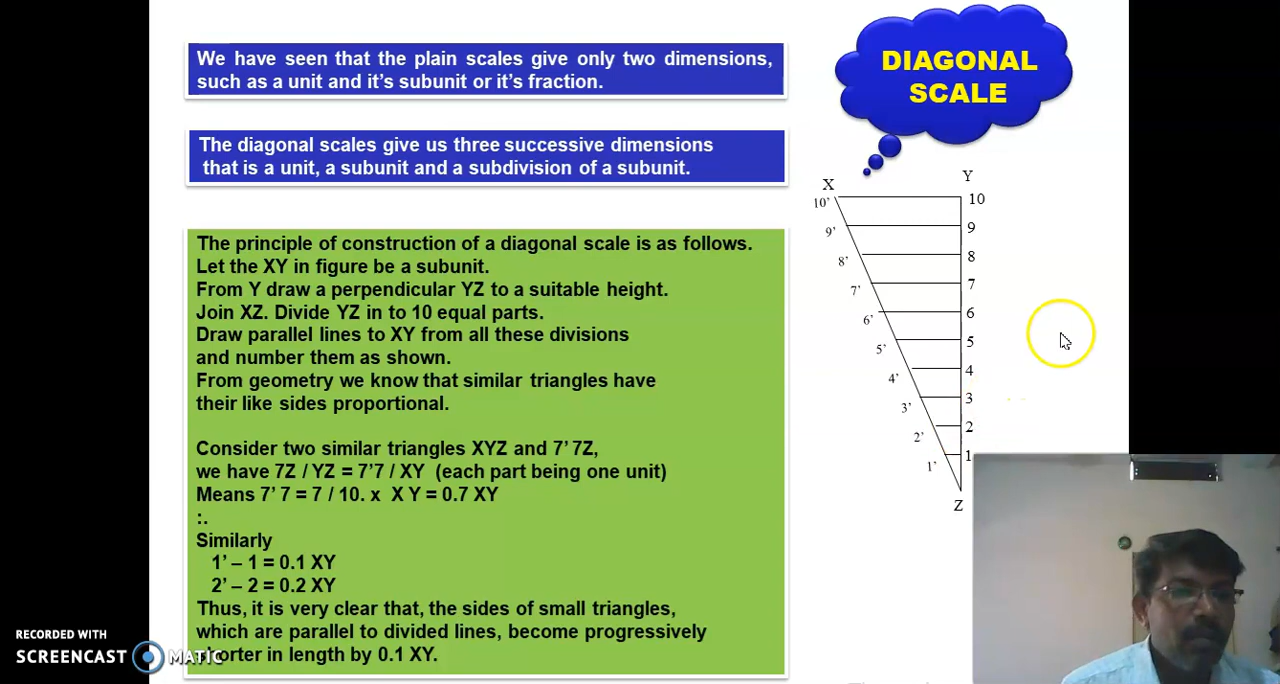 We have seen that the plain scales give only two dimensions,
such as a unit and it's subunit or it's fraction.
The diagonal scales give us three successive dimensions
that is a unit, a subunit and a subdivision of a subunit.
The principle of construction of a diagonal scale is as follows.
Let the XY in figure be a subunit.
From Y draw a perpendicular YZ to a suitable height.
Join XZ. Divide YZ in to 10 equal parts.
Draw parallel lines to XY from all these divisions
and number them as shown.
From geometry we know that similar triangles have
their like sides proportional.
Consider two similar triangles XYZ and 7’ 7Z,
we have 7Z / YZ = 7’7 / XY (each part being one unit)
Means 7’ 7 = 7 / 10. x X Y = 0.7 XY
:.
Similarly
1’ – 1 = 0.1 XY
2’ – 2 = 0.2 XY
Thus, it is very clear that, the sides of small triangles,
which are parallel to divided lines, become progressively
shorter in length by 0.1 XY.
DIAGONAL
SCALE
X Y
10’ 10
9’ 9
8’ 8
7’ 7
6’ 6
5’ 5
4’ 4
3’ 3
2’ 2
1’ 1
Z
RECORDED WITH
SCREENCAST MATIC